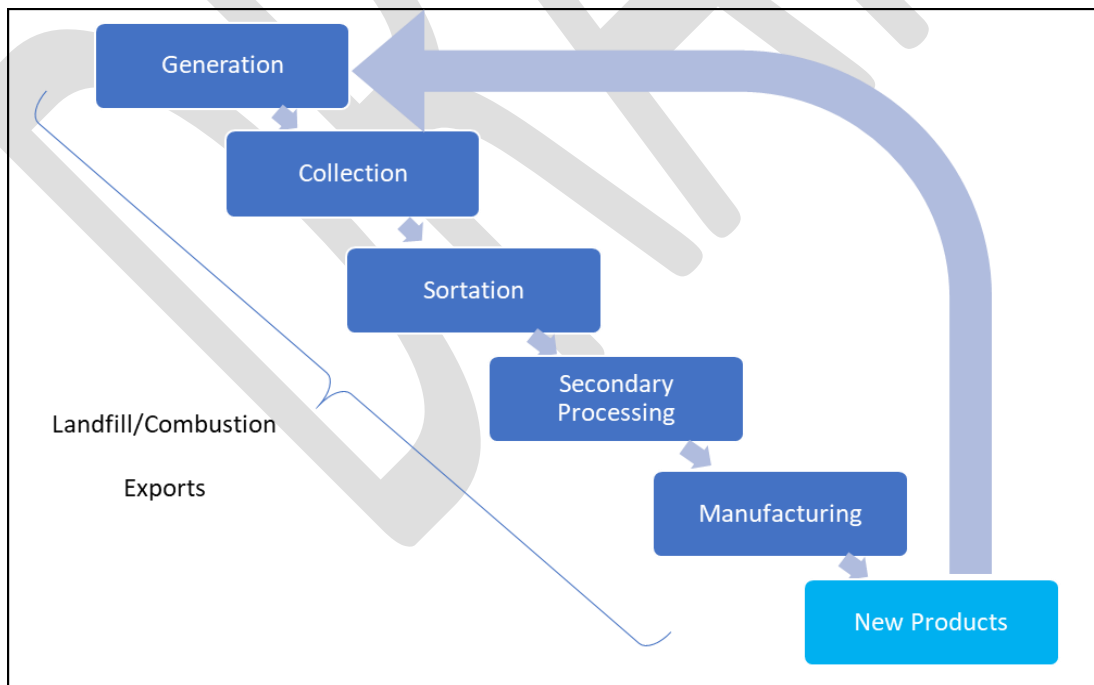 Generation
Collection
Sortation
Secondary
Processing
Landfill/Combustion
Exports
Manufacturing
New Products